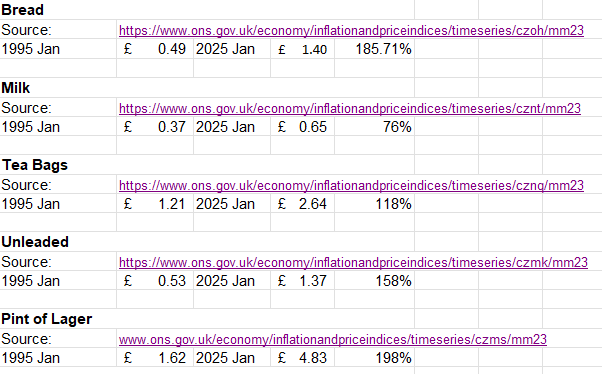 Bread
Source: https://www.ons.gov.uk/economy/inflationandpriceindices/timeseries/czoh/mm23
1995 Jan £ 0.49 2025 Jan £ 1.40 185.71%
Milk
Source: https://www.ons.gov.uk/economy/inflationandpriceindices/timeseries/cznt/mm23
1995 Jan £ 0.37 2025 Jan £ 0.65 76%
Tea Bags
Source: https://www.ons.gov.uk/economy/inflationandpriceindices/timeseries/cznq/mm23
1995 Jan £ 1.21 2025 Jan £ 2.64 118%
Unleaded
Source: https://www.ons.gov.uk/economy/inflationandpriceindices/timeseries/czmk/mm23
1995 Jan £ 0.53 2025 Jan £ 1.37 158%
Pint of Lager
Source: www.ons.gov.uk/economy/inflationandpriceindices/timeseries/czms/mm23
1995 Jan £ 1.62 2025 Jan £ 4.83 198%